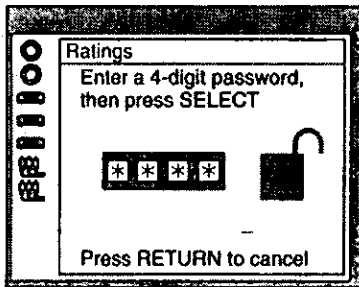 Ratings
Enter a 4-digit password,
then press SELECT
* * * *
Press RETURN to cancel